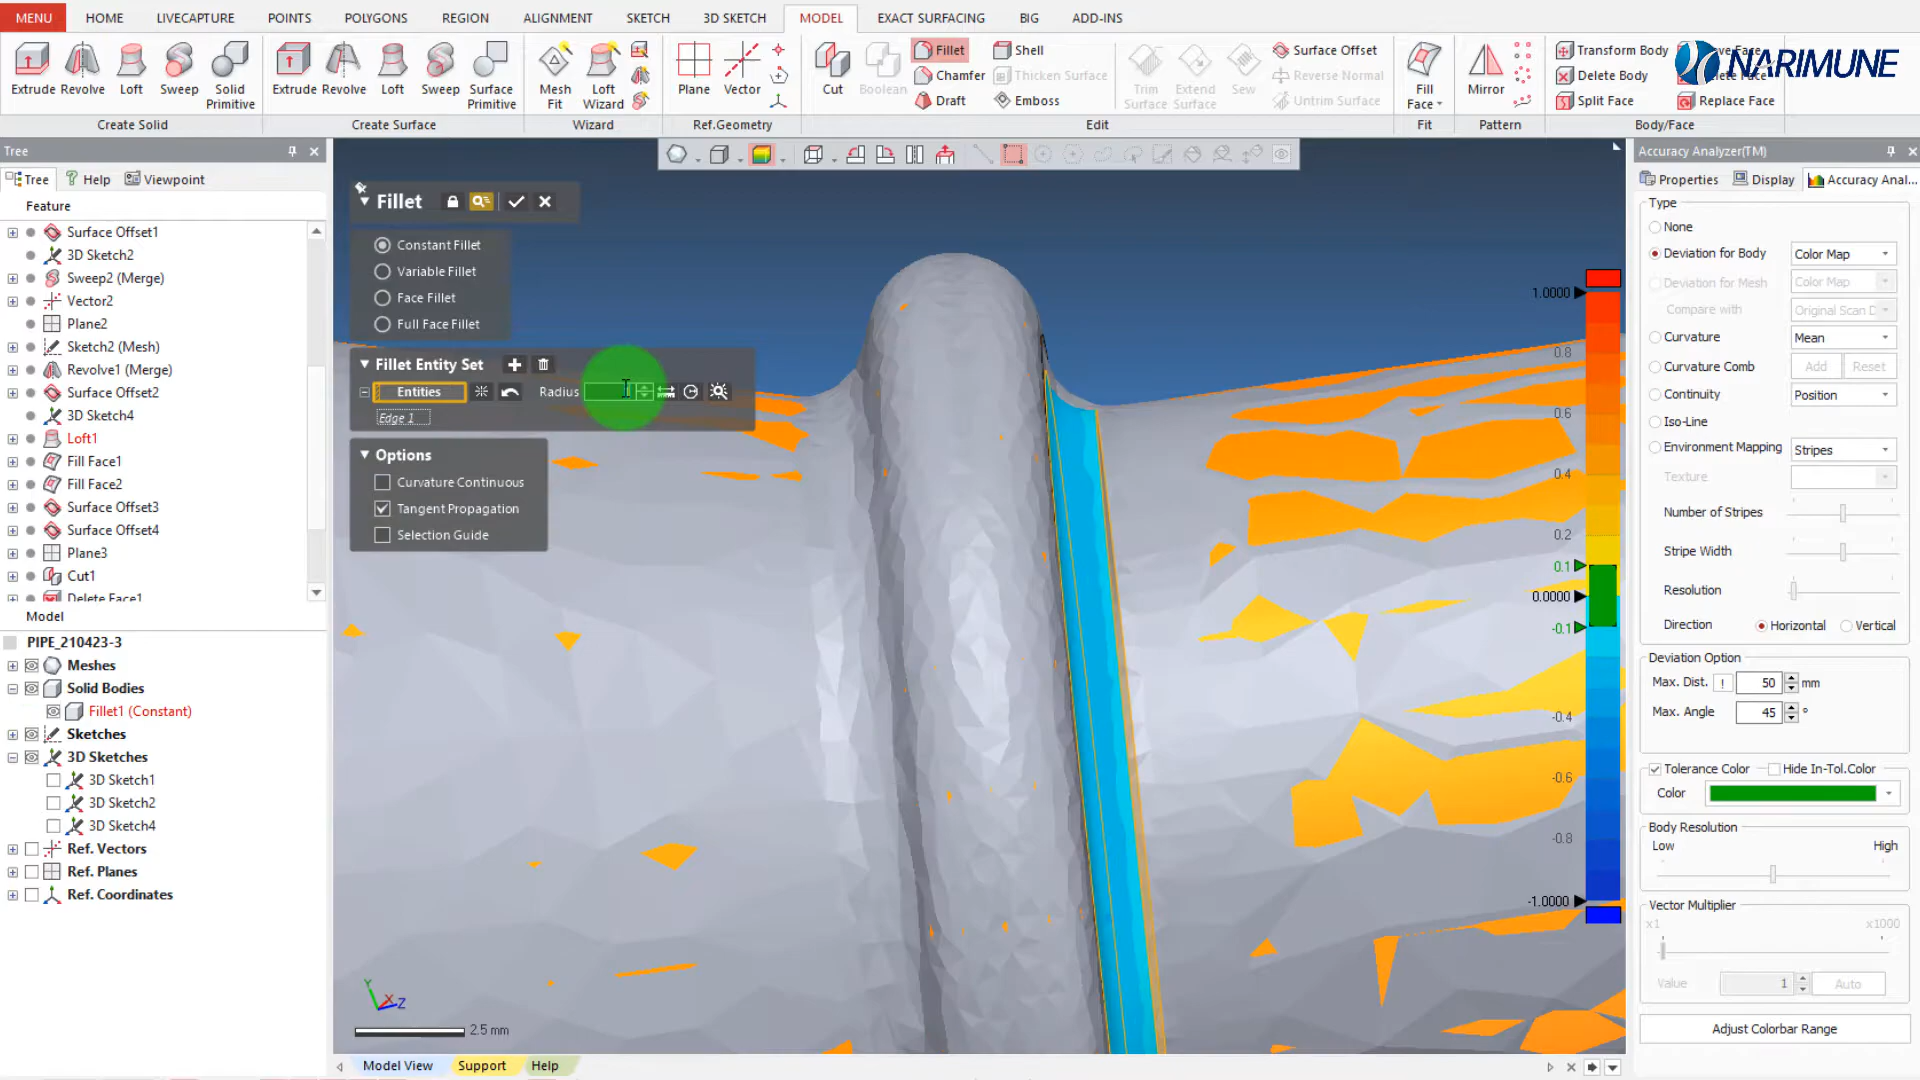 MENU HOME LIVECAPTURE POINTS POLYGONS REGION ALIGNMENT SKETCH 3D SKETCH MODEL EXACT SURFACING BIG ADD-INS
Extrude Revolve Loft Sweep Solid Primitive
Create Solid
Extrude Revolve Loft Sweep Surface Primitive
Create Surface
Mesh Fit Loft Wizard
Wizard
Plane Vector
Ref.Geometry
Cut Boolean
Fillet Shell
Chamfer Thicken Surface
Draft Emboss
Trim Surface Extend Surface Sew
Surface Offset
Reverse Normal
Untrim Surface
Edit
Fill Face
Fit
Mirror
Pattern
Transform Body
Delete Body
Split Face Replace Face
Body/Face
NARIMUNE
Tree
Tree Help Viewpoint
Feature
Surface Offset1
3D Sketch2
Sweep2 (Merge)
Vector2
Plane2
Sketch2 (Mesh)
Revolve1 (Merge)
Surface Offset2
3D Sketch4
Loft1
Fill Face1
Fill Face2
Surface Offset3
Surface Offset4
Plane3
Cut1
Delete Face1
Model
PIPE_210423-3
Meshes
Solid Bodies
Fillet1 (Constant)
Sketches
3D Sketches
3D Sketch1
3D Sketch2
3D Sketch4
Ref. Vectors
Ref. Planes
Ref. Coordinates
Fillet
Constant Fillet
Variable Fillet
Face Fillet
Full Face Fillet
Fillet Entity Set
Entities Radius
Edge 1
Options
Curvature Continuous
Tangent Propagation
Selection Guide
1.0000
0.8
0.6
0.4
0.2
0.1
0.0000
-0.1
-0.4
-0.6
-0.8
-1.0000
Y X Z
2.5 mm
Model View Support Help
Accuracy Analyzer(TM)
Properties Display Accuracy Anal...
Type
None
Deviation for Body Color Map
Deviation for Mesh Color Map
Compare with Original Scan D
Curvature Mean
Curvature Comb Add Reset
Continuity Position
Iso-Line
Environment Mapping Stripes
Texture
Number of Stripes
Stripe Width
Resolution
Direction Horizontal Vertical
Deviation Option
Max. Dist. ! 50 mm
Max. Angle 45 °
Tolerance Color Hide In-Tol.Color
Color
Body Resolution
Low High
Vector Multiplier
x1 x1000
Value 1 Auto
Adjust Colorbar Range